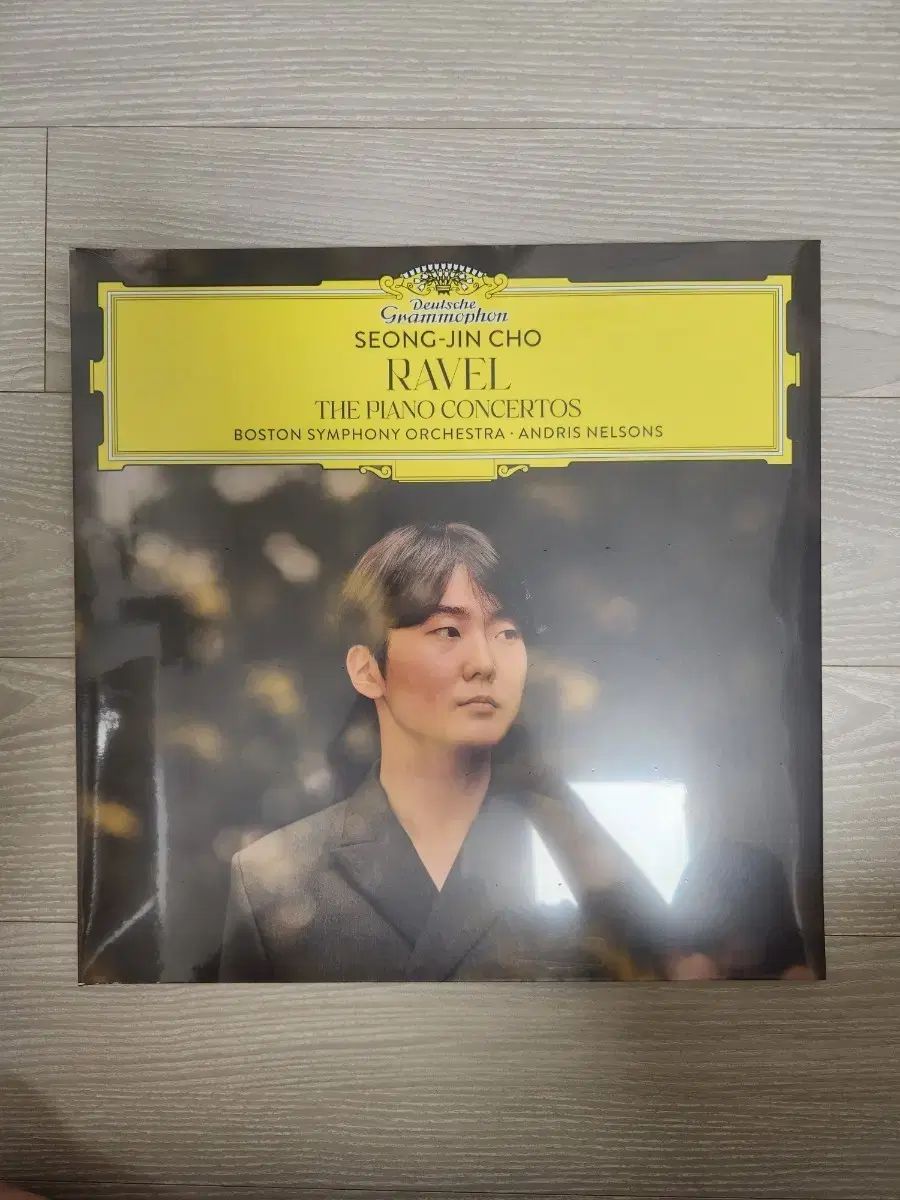 Deutsche
Grammophon
SEONG-JIN CHO
RAVEL
THE PIANO CONCERTOS
BOSTON SYMPHONY ORCHESTRA · ANDRIS NELSONS